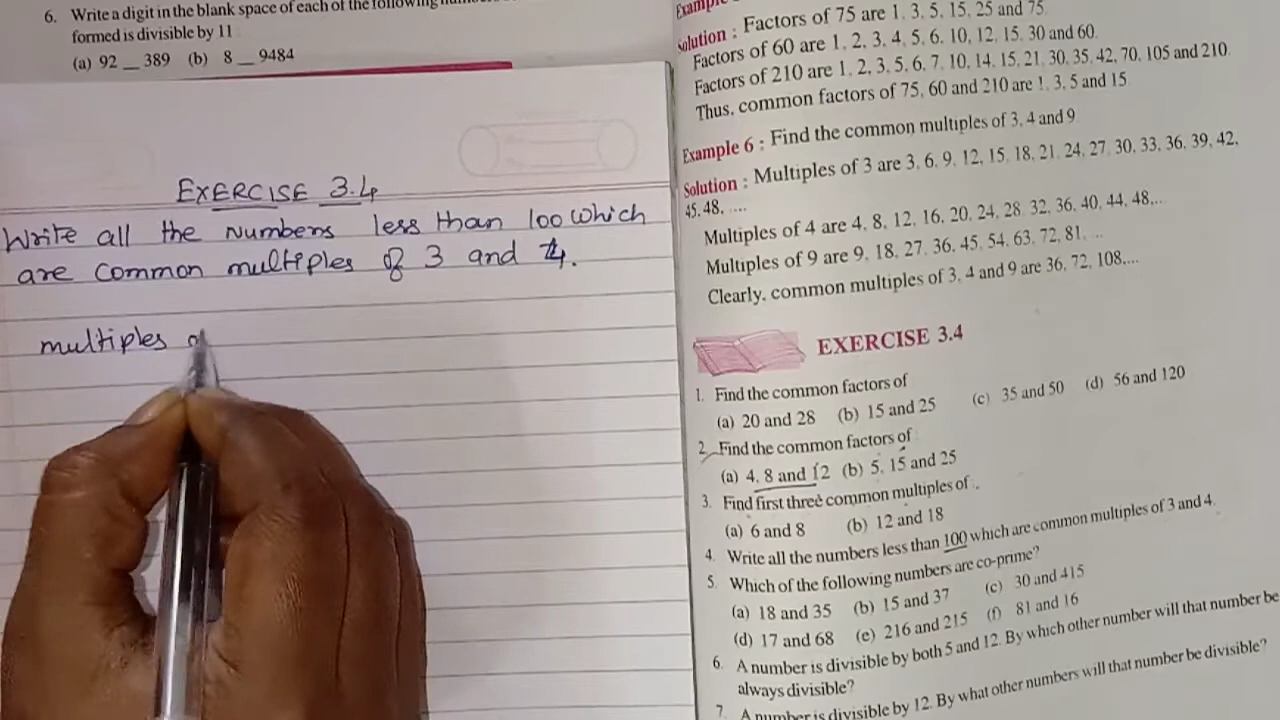 6. Write a digit in the blank space of each of the following
formed is divisible by 11
(a) 92 __ 389 (b) 8 __ 9484
EXERCISE 3.4
Write all the numbers less than 100 which
are common multiples of 3 and 4.
multiples o
Example
Solution : Factors of 75 are 1, 3, 5, 15, 25 and 75.
Factors of 60 are 1, 2, 3, 4, 5, 6, 10, 12, 15, 30 and 60.
Factors of 210 are 1, 2, 3, 5, 6, 7, 10, 14, 15, 21, 30, 35, 42, 70, 105 and 210.
Thus, common factors of 75, 60 and 210 are 1, 3, 5 and 15
Example 6 : Find the common multiples of 3, 4 and 9.
Solution : Multiples of 3 are 3, 6, 9, 12, 15, 18, 21, 24, 27, 30, 33, 36, 39, 42,
45, 48, ....
Multiples of 4 are 4, 8, 12, 16, 20, 24, 28, 32, 36, 40, 44, 48,...
Multiples of 9 are 9, 18, 27, 36, 45, 54, 63, 72, 81, ...
Clearly, common multiples of 3, 4 and 9 are 36, 72, 108,...
EXERCISE 3.4
1. Find the common factors of
(a) 20 and 28 (b) 15 and 25 (c) 35 and 50 (d) 56 and 120
2. Find the common factors of
(a) 4, 8 and 12 (b) 5, 15 and 25
3. Find first three common multiples of
(a) 6 and 8 (b) 12 and 18
4. Write all the numbers less than 100 which are common multiples of 3 and 4.
5. Which of the following numbers are co-prime?
(a) 18 and 35 (b) 15 and 37 (c) 30 and 415
(d) 17 and 68 (e) 216 and 215 (f) 81 and 16
6. A number is divisible by both 5 and 12. By which other number will that number be
always divisible?
7. A number is divisible by 12. By what other numbers will that number be divisible?